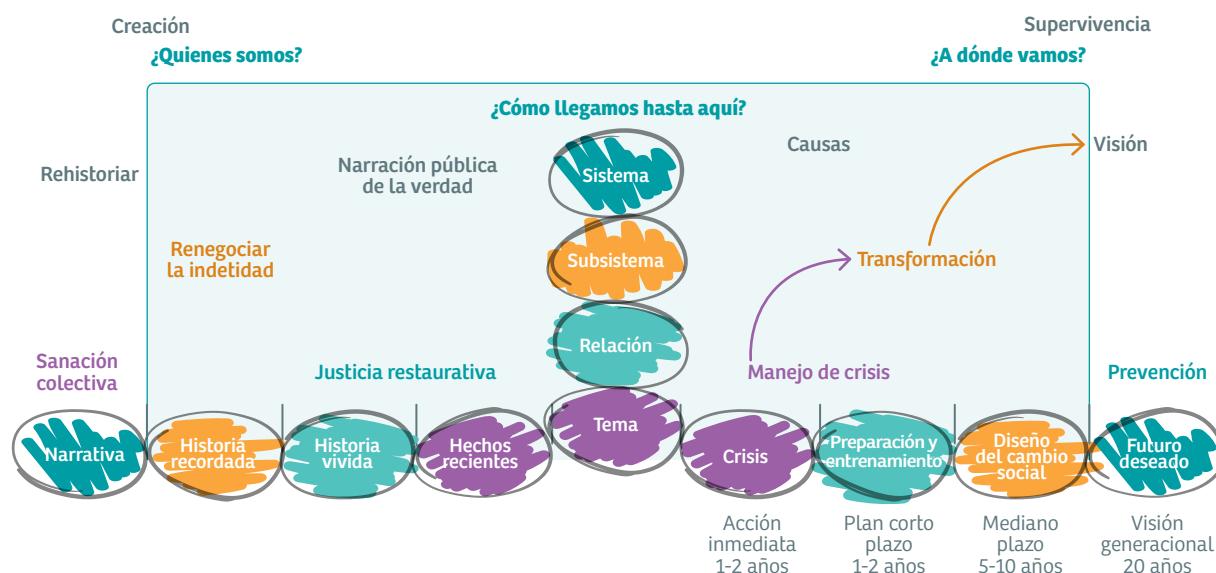 Creación
Supervivencia
¿Quienes somos?
¿A dónde vamos?
¿Cómo llegamos hasta aquí?
Rehistoriar
Narración pública
de la verdad
Sistema
Causas
Visión
Renegociar
la indetidad
Subsistema
Transformación
Sanación
colectiva
Justicia restaurativa
Relación
Manejo de crisis
Prevención
Narrativa
Historia
recordada
Historia
vivida
Hechos
recientes
Tema
Crisis
Preparación y
entrenamiento
Diseño
del cambio
social
Futuro
deseado
Acción
inmediata
1-2 años
Plan corto
plazo
1-2 años
Mediano
plazo
5-10 años
Visión
generacional
20 años